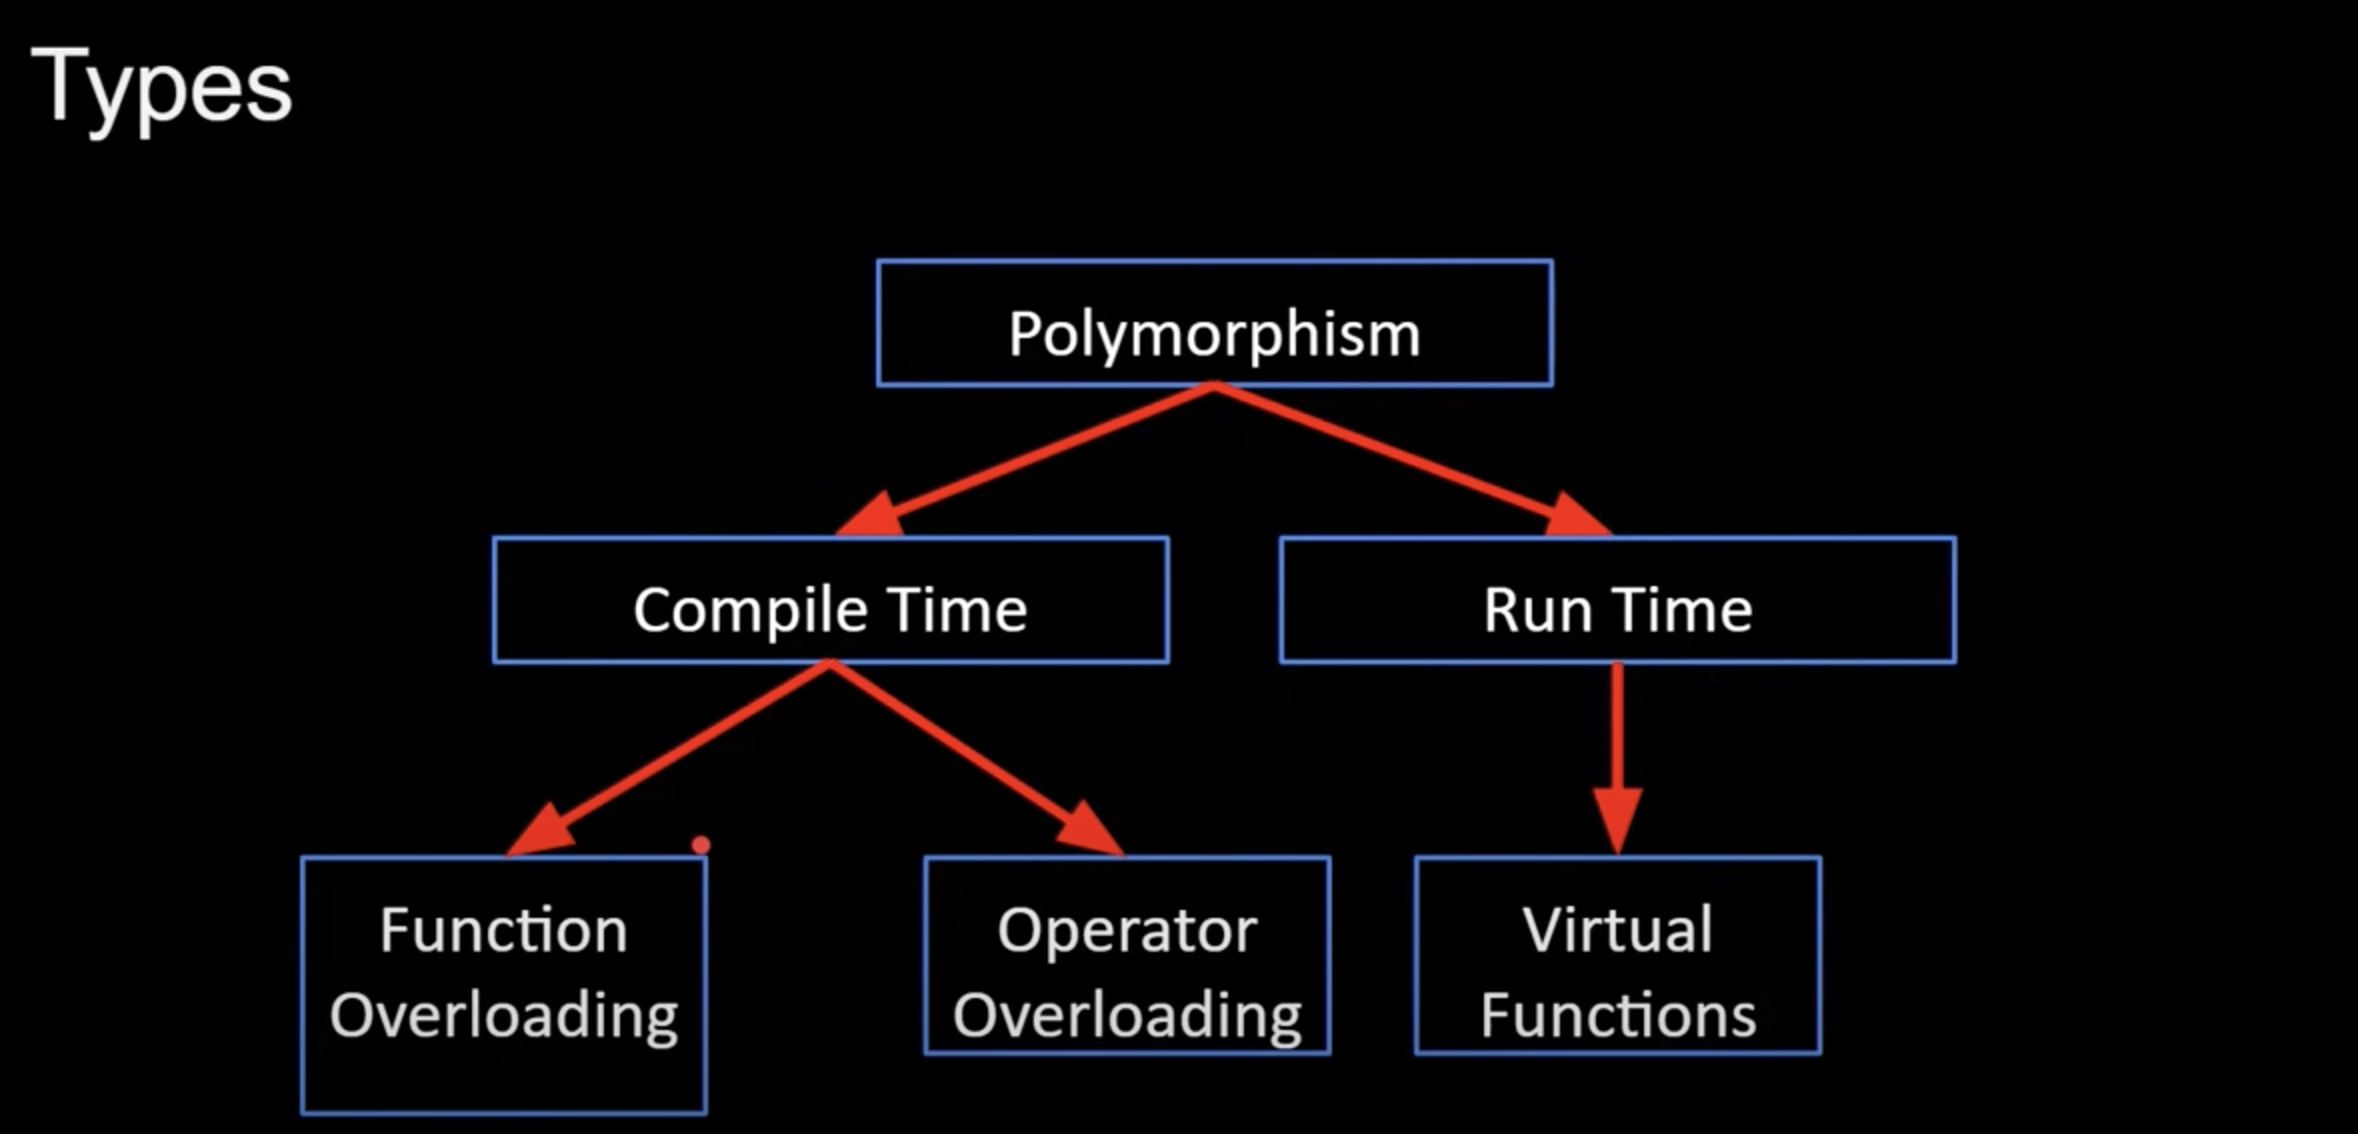 Types
Polymorphism
Compile Time
Run Time
Function
Overloading
Operator
Overloading
Virtual
Functions